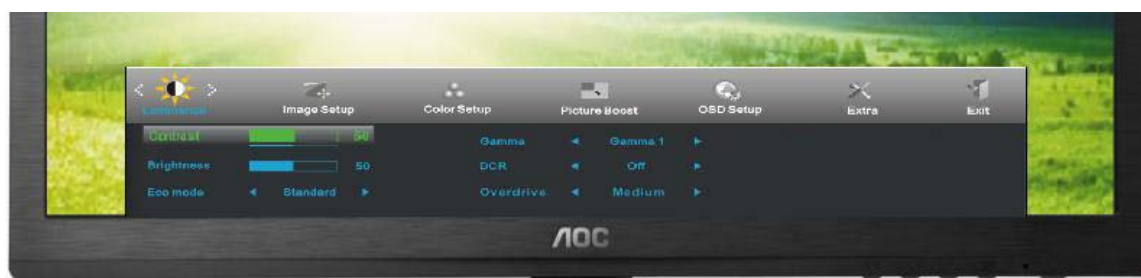 Luminance Image Setup Color Setup Picture Boost OSD Setup Extra Exit
Contrast 50 Gamma Gamma 1
Brightness 50 DCR Off
Eco mode Standard Overdrive Medium
AOC